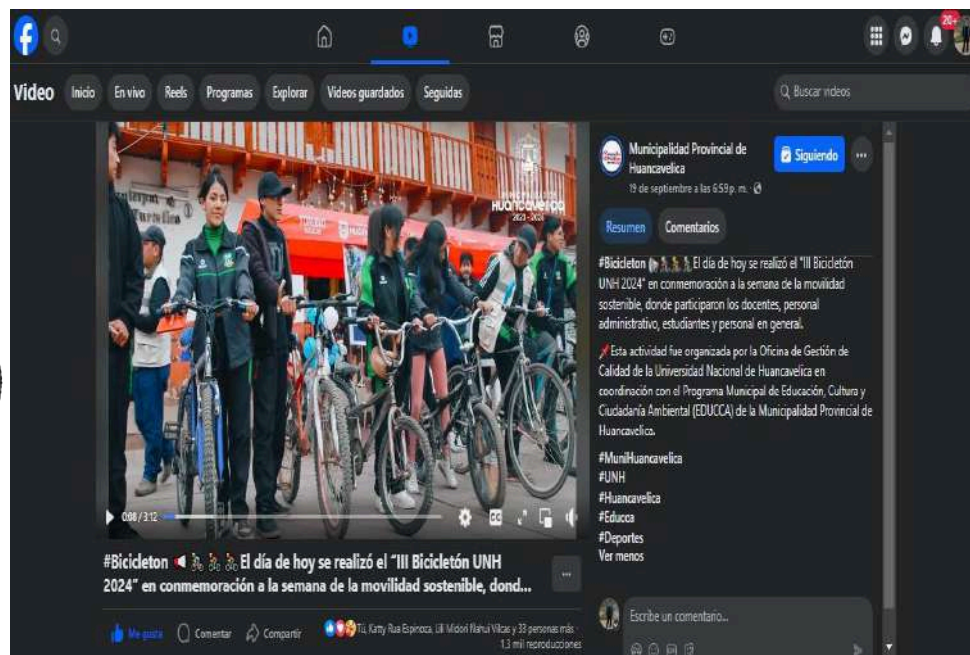 20+
Video
Inicio
En vivo
Reels
Programas
Explorar
Videos guardados
Seguidas
Buscar videos
MUNICIPALIDAD
HUANCAVELICA
2023 - 2026
0:08 / 3:12
CC
#Bicicleton El día de hoy se realizó el "III Bicicletón UNH
2024" en conmemoración a la semana de la movilidad sostenible, dond...
Me gusta
Comentar
Compartir
Tú, Katty Rua Espinoza, Lili Midori Ñahui Vilcas y 33 personas más ·
1,3 mil reproducciones
Municipalidad Provincial de
Huancavelica
19 de septiembre a las 6:59 p. m. ·
Siguiendo
Resumen
Comentarios
#Bicicleton El día de hoy se realizó el "III Bicicletón
UNH 2024" en conmemoración a la semana de la movilidad
sostenible, donde participaron los docentes, personal
administrativo, estudiantes y personal en general.
Esta actividad fue organizada por la Oficina de Gestión de
Calidad de la Universidad Nacional de Huancavelica en
coordinación con el Programa Municipal de Educación, Cultura y
Ciudadanía Ambiental (EDUCCA) de la Municipalidad Provincial de
Huancavelica.
#MuniHuancavelica
#UNH
#Huancavelica
#Educca
#Deportes
Ver menos
Escribe un comentario...